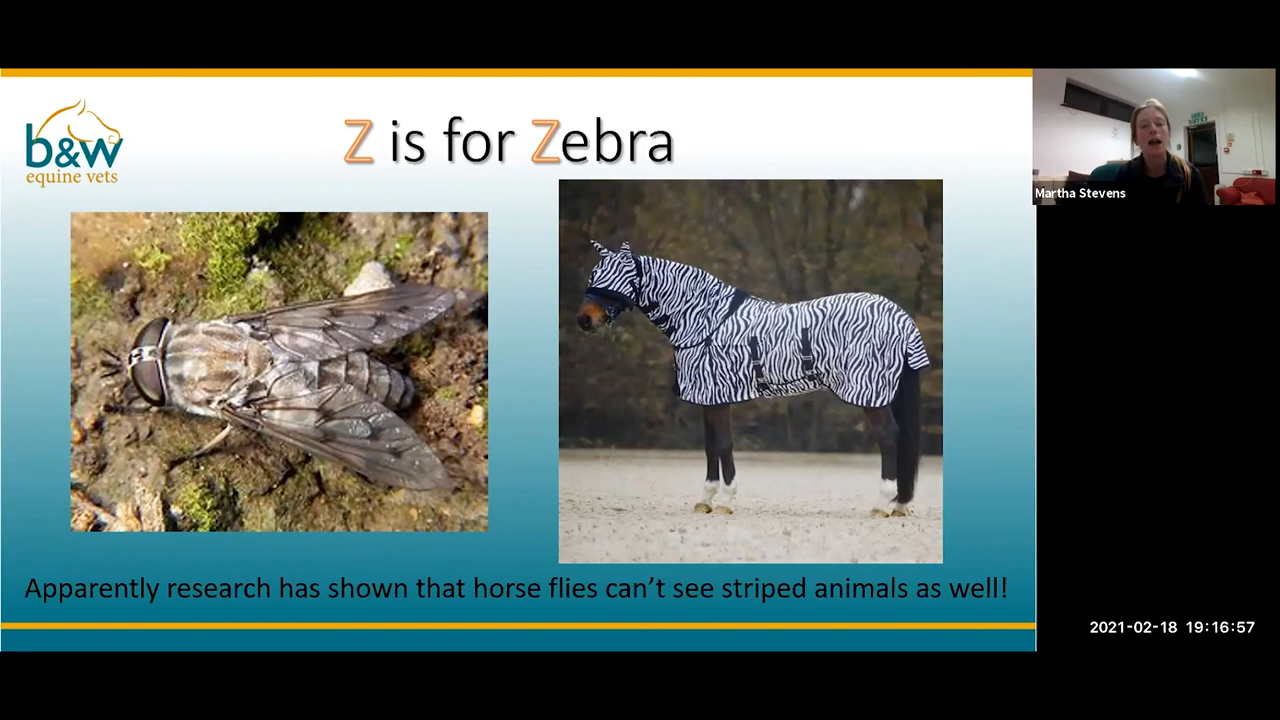 Z is for Zebra
b&w
equine vets
Martha Stevens
Apparently research has shown that horse flies can’t see striped animals as well!
2021-02-18 19:16:57